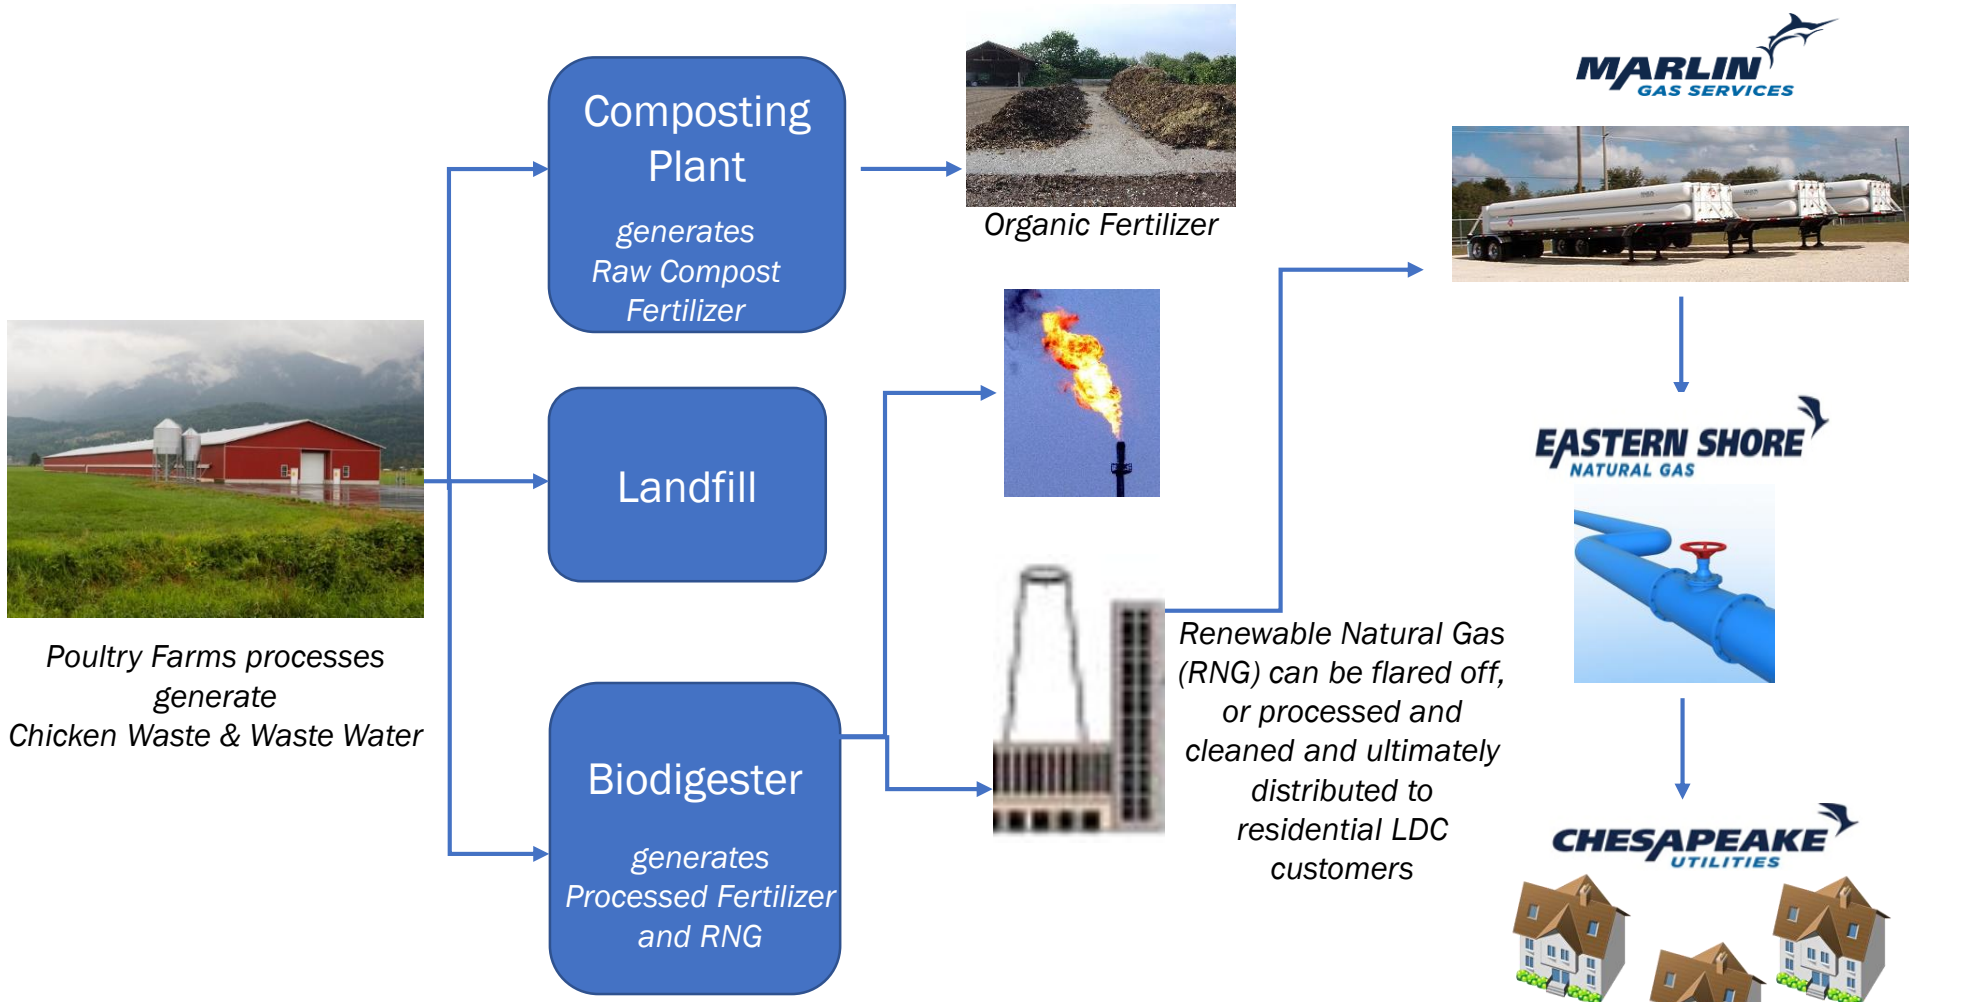 Composting
Plant
generates
Raw Compost
Fertilizer
Organic Fertilizer
MARLIN
GAS SERVICES
Landfill
EASTERN SHORE
NATURAL GAS
Poultry Farms processes
generate
Chicken Waste & Waste Water
Biodigester
generates
Processed Fertilizer
and RNG
Renewable Natural Gas
(RNG) can be flared off,
or processed and
cleaned and ultimately
distributed to
residential LDC
customers
CHESAPEAKE
UTILITIES